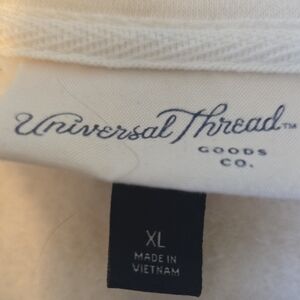 Universal Thread™
GOODS
CO.
XL
MADE IN
VIETNAM